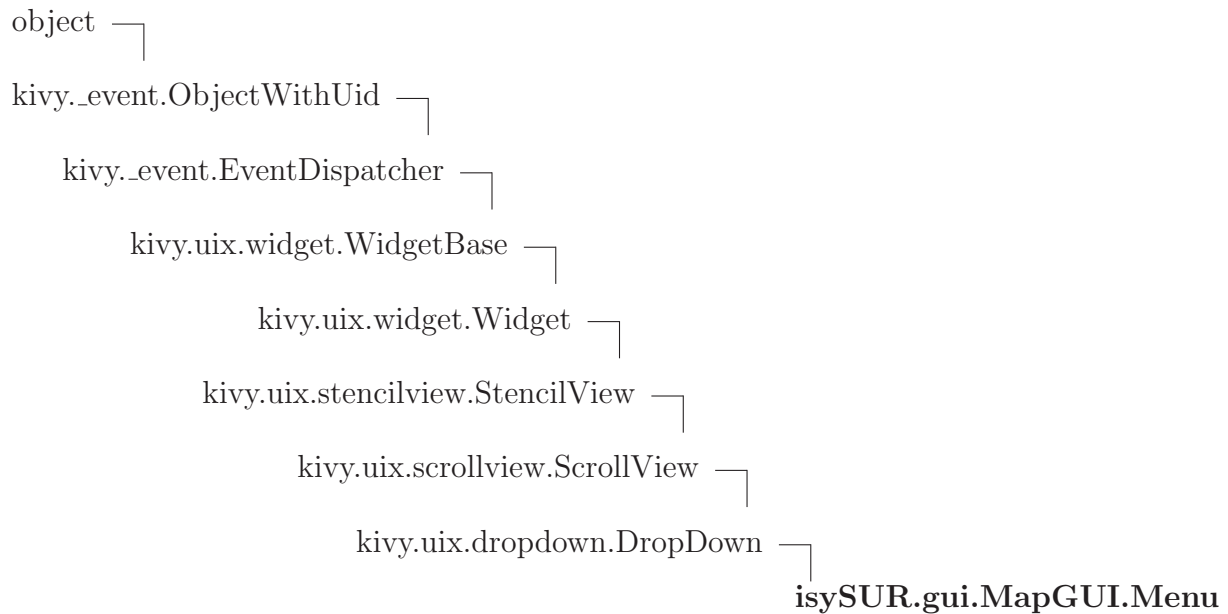 object
kivy._event.ObjectWithUid
kivy._event.EventDispatcher
kivy.uix.widget.WidgetBase
kivy.uix.widget.Widget
kivy.uix.stencilview.StencilView
kivy.uix.scrollview.ScrollView
kivy.uix.dropdown.DropDown
isySUR.gui.MapGUI.Menu